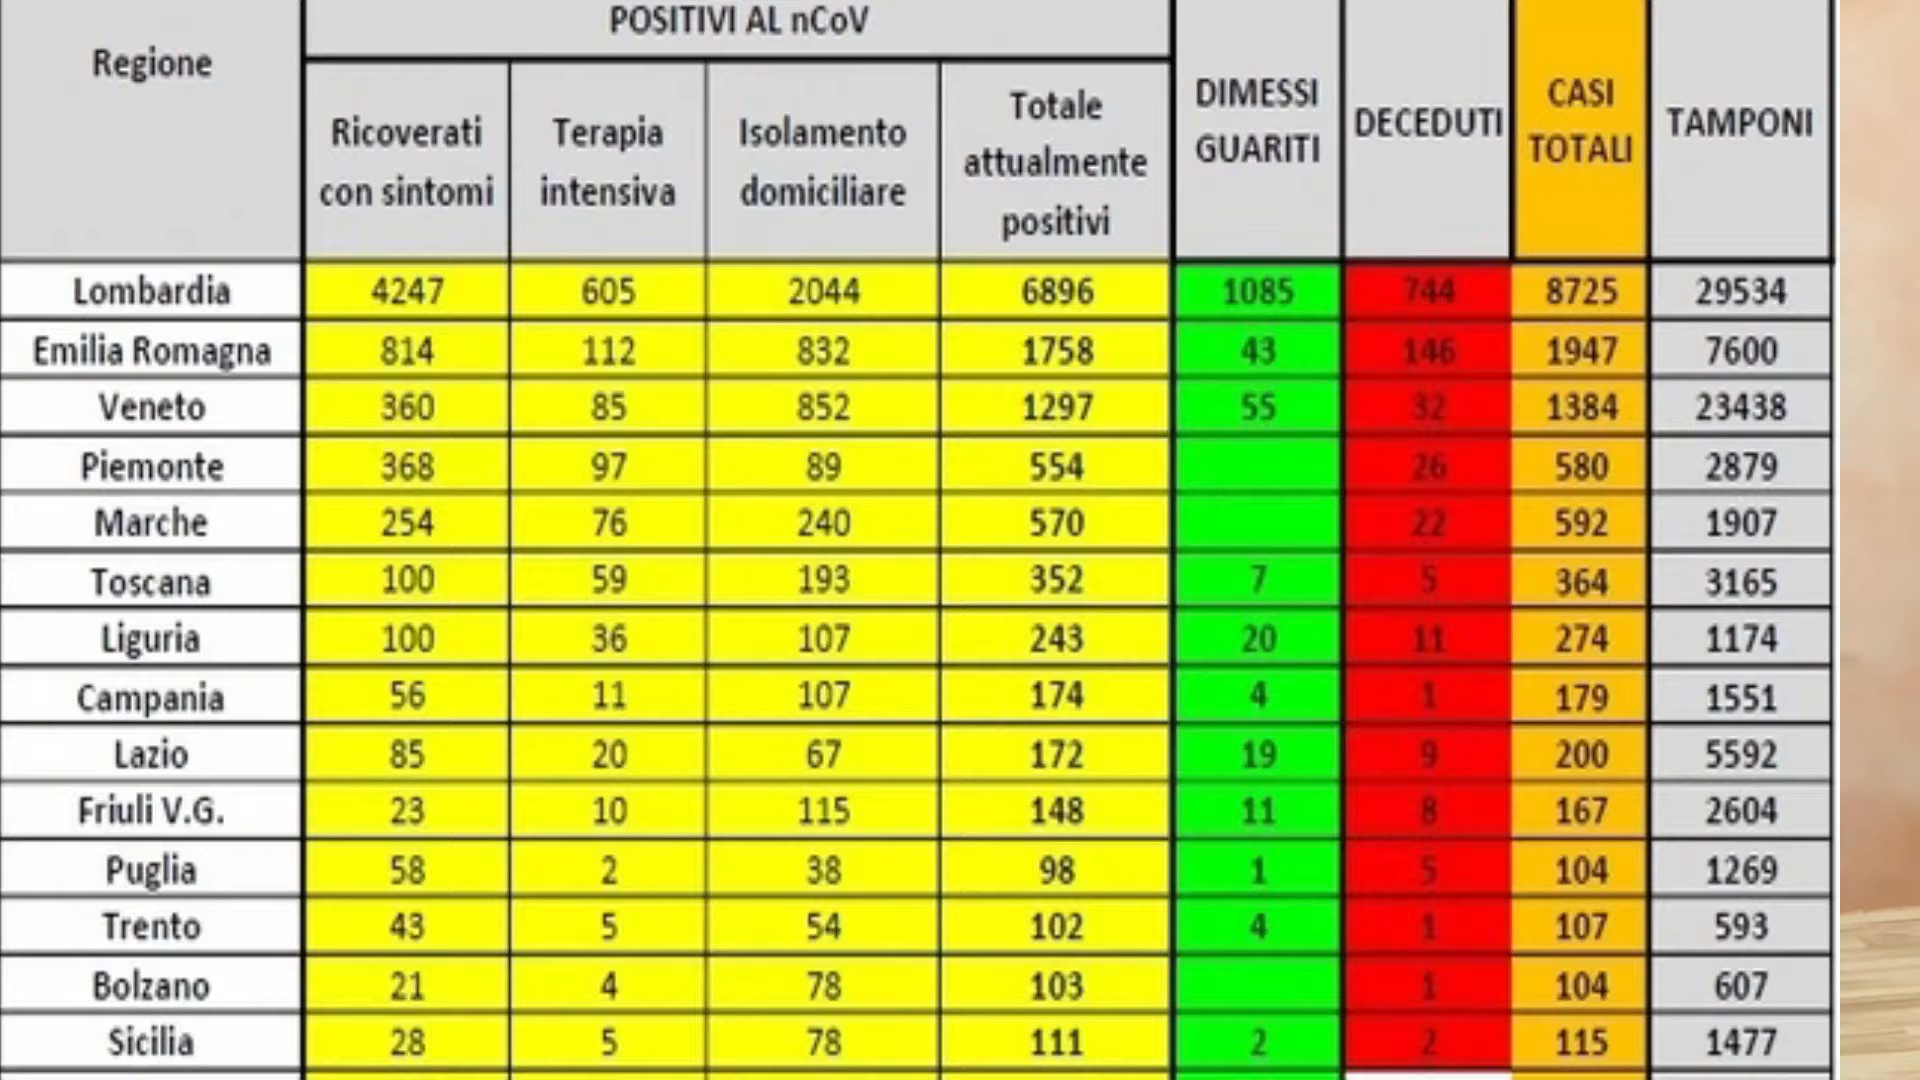 Regione
POSITIVI AL nCoV
Ricoverati
con sintomi
Terapia
intensiva
Isolamento
domiciliare
Totale
attualmente
positivi
DIMESSI
GUARITI
DECEDUTI
CASI
TOTALI
TAMPONI
Lombardia 4247 605 2044 6896 1085 744 8725 29534
Emilia Romagna 814 112 832 1758 43 146 1947 7600
Veneto 360 85 852 1297 55 32 1384 23438
Piemonte 368 97 89 554 26 580 2879
Marche 254 76 240 570 22 592 1907
Toscana 100 59 193 352 7 5 364 3165
Liguria 100 36 107 243 20 11 274 1174
Campania 56 11 107 174 4 1 179 1551
Lazio 85 20 67 172 19 9 200 5592
Friuli V.G. 23 10 115 148 11 8 167 2604
Puglia 58 2 38 98 1 5 104 1269
Trento 43 5 54 102 4 1 107 593
Bolzano 21 4 78 103 1 104 607
Sicilia 28 5 78 111 2 2 115 1477